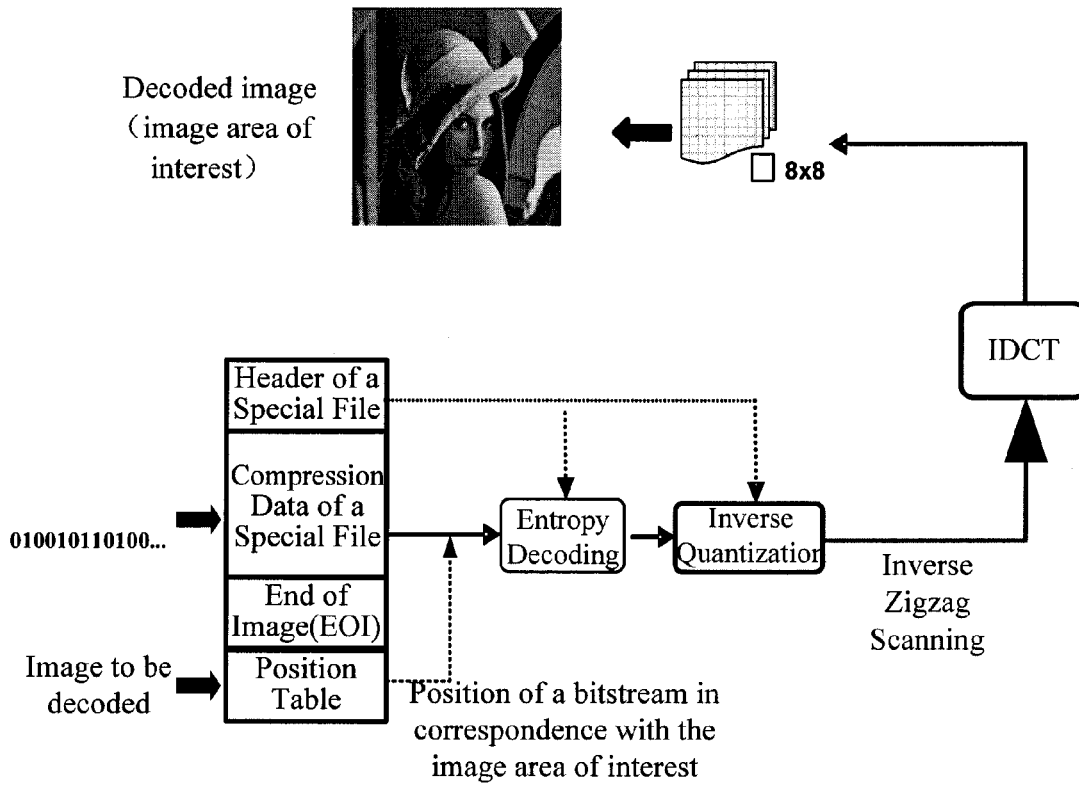 Decoded image
（image area of
interest）
8x8
IDCT
Header of a
Special File
Compression
Data of a
Special File
010010110100...
Entropy
Decoding
Inverse
Quantization
Inverse
Zigzag
Scanning
End of
Image(EOI)
Image to be
decoded
Position
Table
Position of a bitstream in
correspondence with the
image area of interest